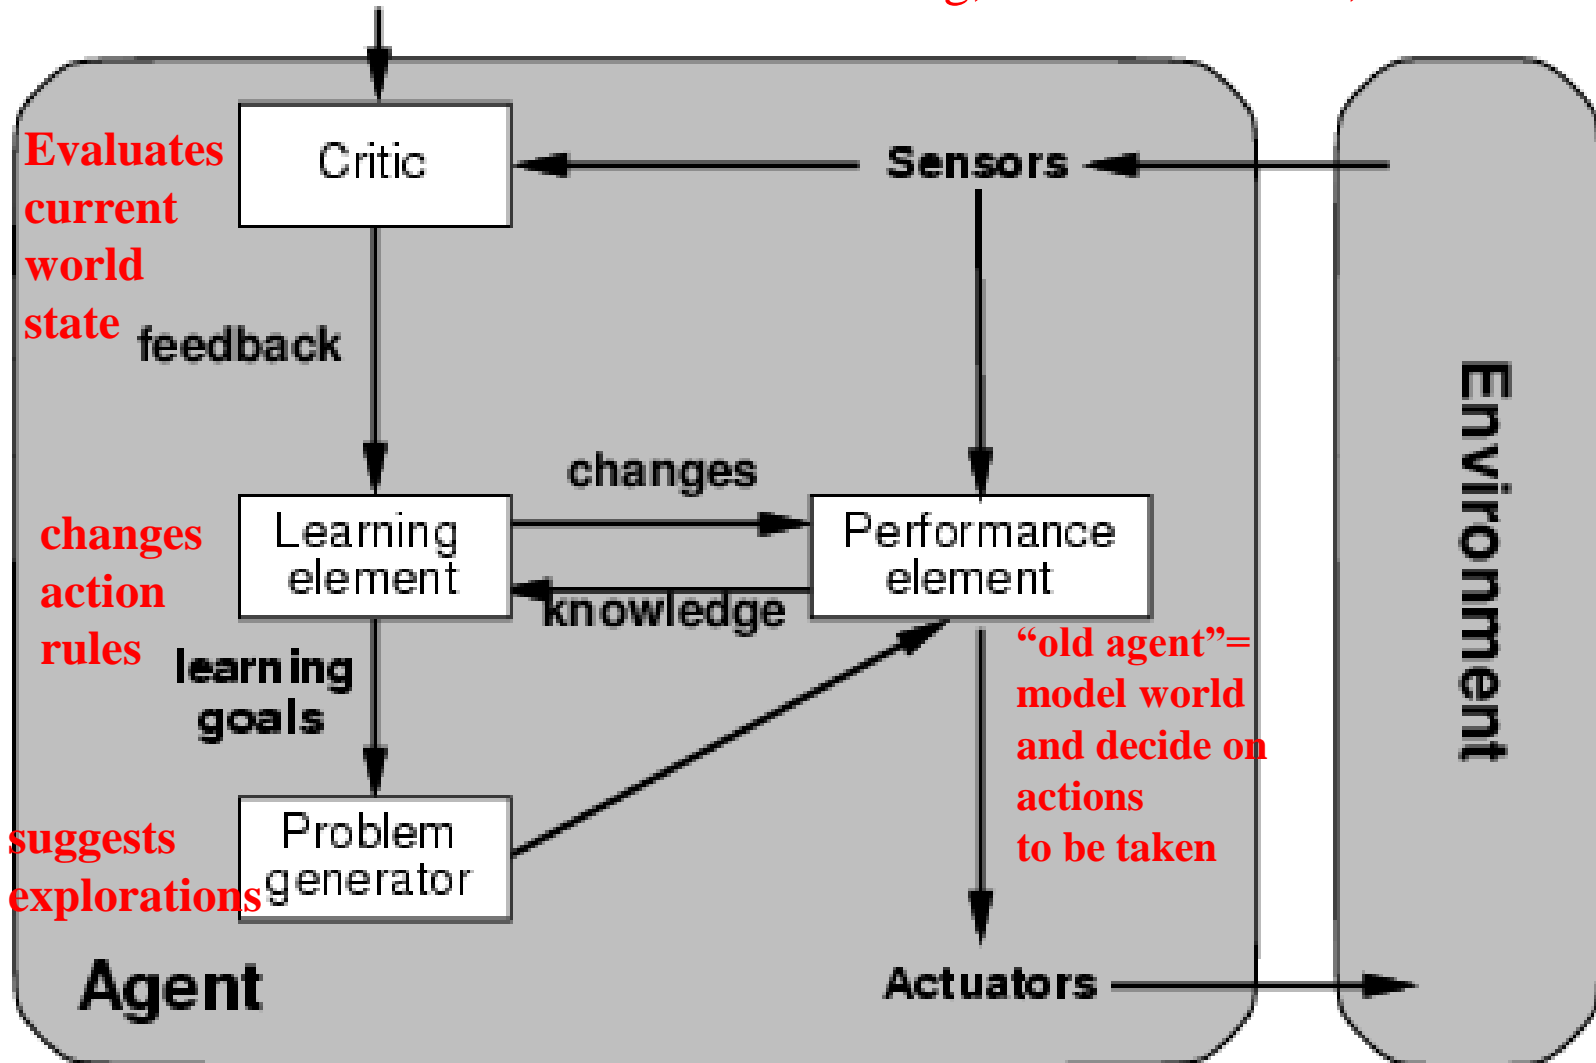 Evaluates
current
world
state
Critic
Sensors
feedback
changes
changes
action
rules
Learning
element
Performance
element
knowledge
learning
goals
“old agent”=
model world
and decide on
actions
to be taken
suggests
explorations
Problem
generator
Agent
Actuators
Environment